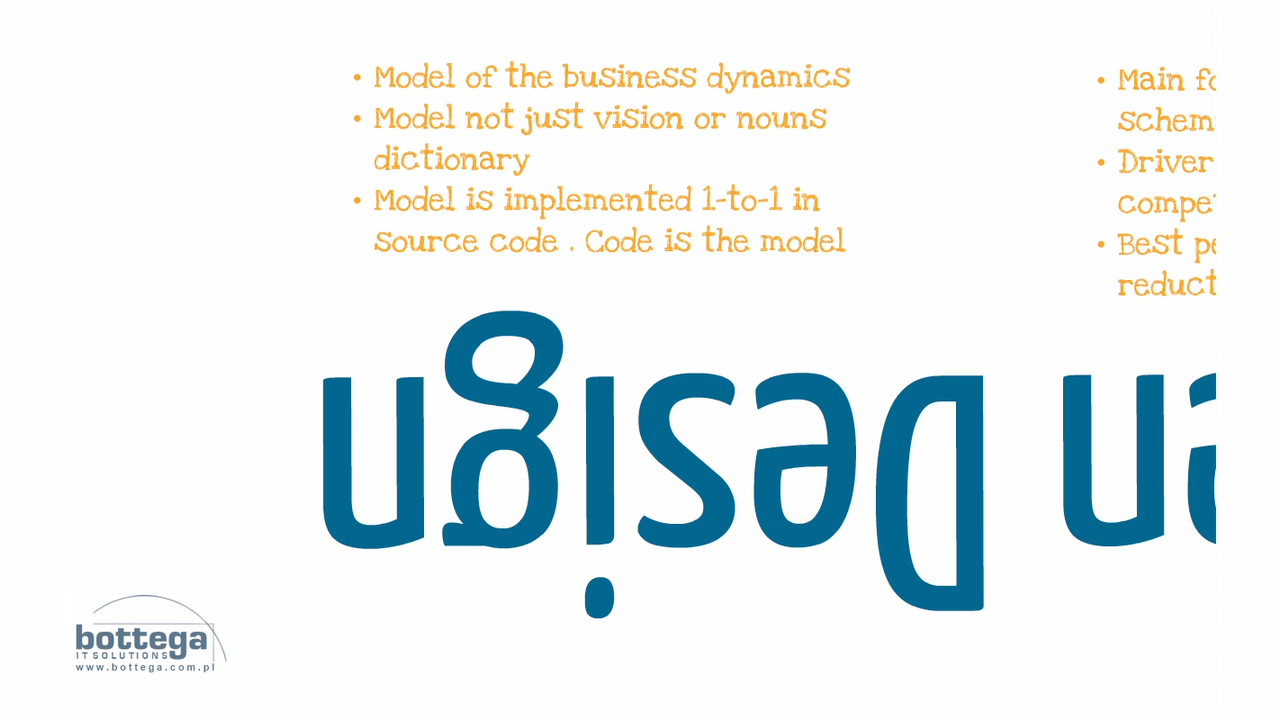 • Model of the business dynamics
• Model not just vision or nouns
dictionary
• Model is implemented 1-to-1 in
source code . Code is the model
• Main
• Driver
• Best
Design
bottega
IT SOLUTIONS
www.bottega.com.pl